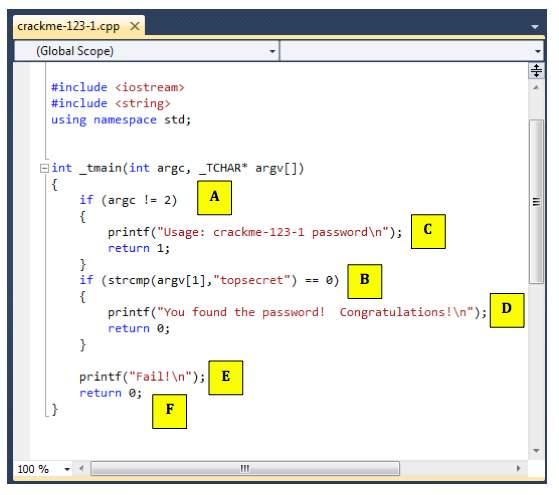 crackme-123-1.cpp
(Global Scope)
#include <iostream>
#include <string>
using namespace std;
int _tmain(int argc, _TCHAR* argv[])
{
if (argc != 2) A
{
printf("Usage: crackme-123-1 password\n"); C
return 1;
}
if (strcmp(argv[1],"topsecret") == 0) B
{
printf("You found the password!  Congratulations!\n"); D
return 0;
}
printf("Fail!\n"); E
return 0;
F
}
100 %